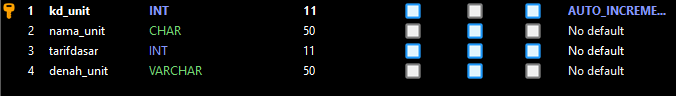 1 kd_unit INT 11 AUTO_INCREME...
2 nama_unit CHAR 50 No default
3 tarifdasar INT 11 No default
4 denah_unit VARCHAR 50 No default